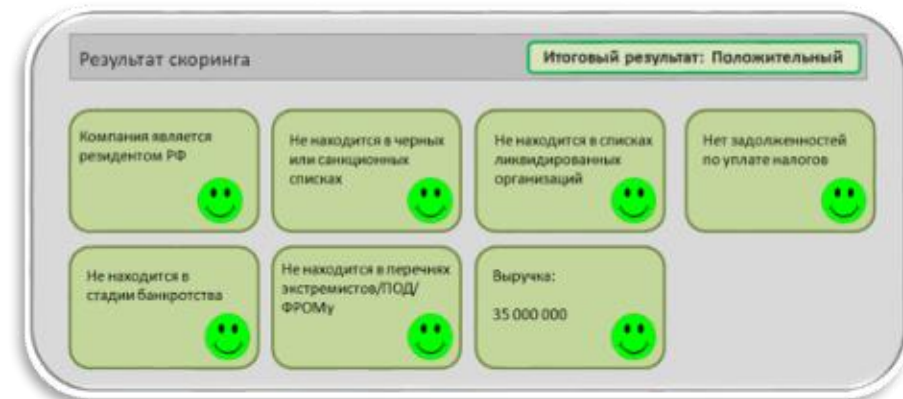 Результат скоринга
Итоговый результат: Положительный
Компания является
резидентом РФ
Не находится в черных
или санкционных
списках
Не находится в списках
ликвидированных
организаций
Нет задолженностей
по уплате налогов
Не находится в
стадии банкротства
Не находится в перечнях
экстремистов/ПОД/
ФРОМу
Выручка:
35 000 000